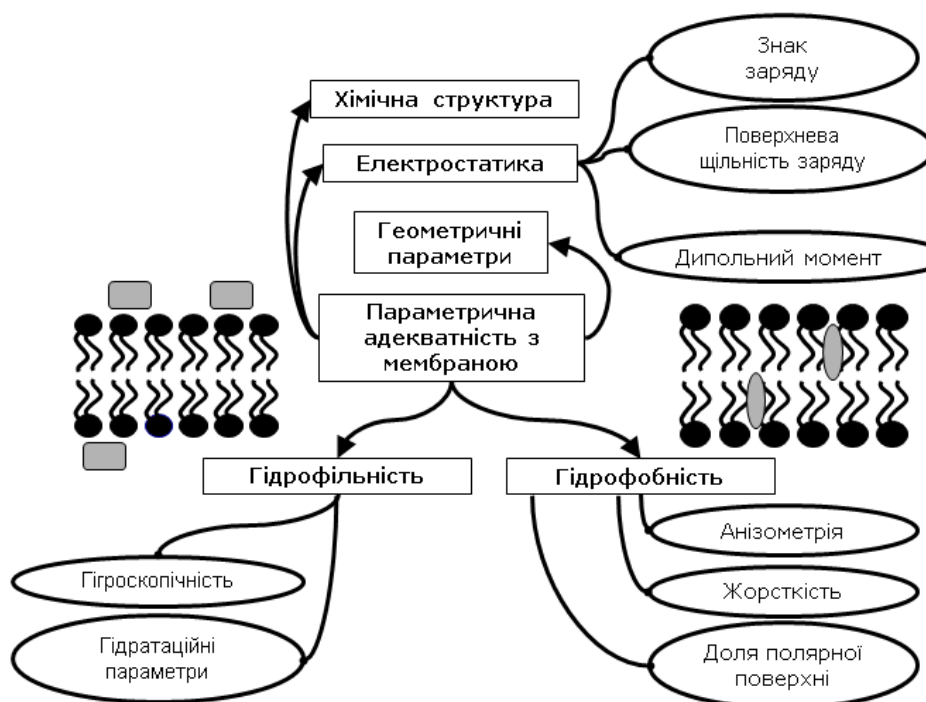 Знак
заряду
Хімічна структура
Поверхнева
щільність заряду
Електростатика
Геометричні
параметри
Дипольний момент
Параметрична
адекватність з
мембраною
Гідрофільність
Гідрофобність
Анізометрія
Гігроскопічність
Жорсткість
Гідратаційні
параметри
Доля полярної
поверхні